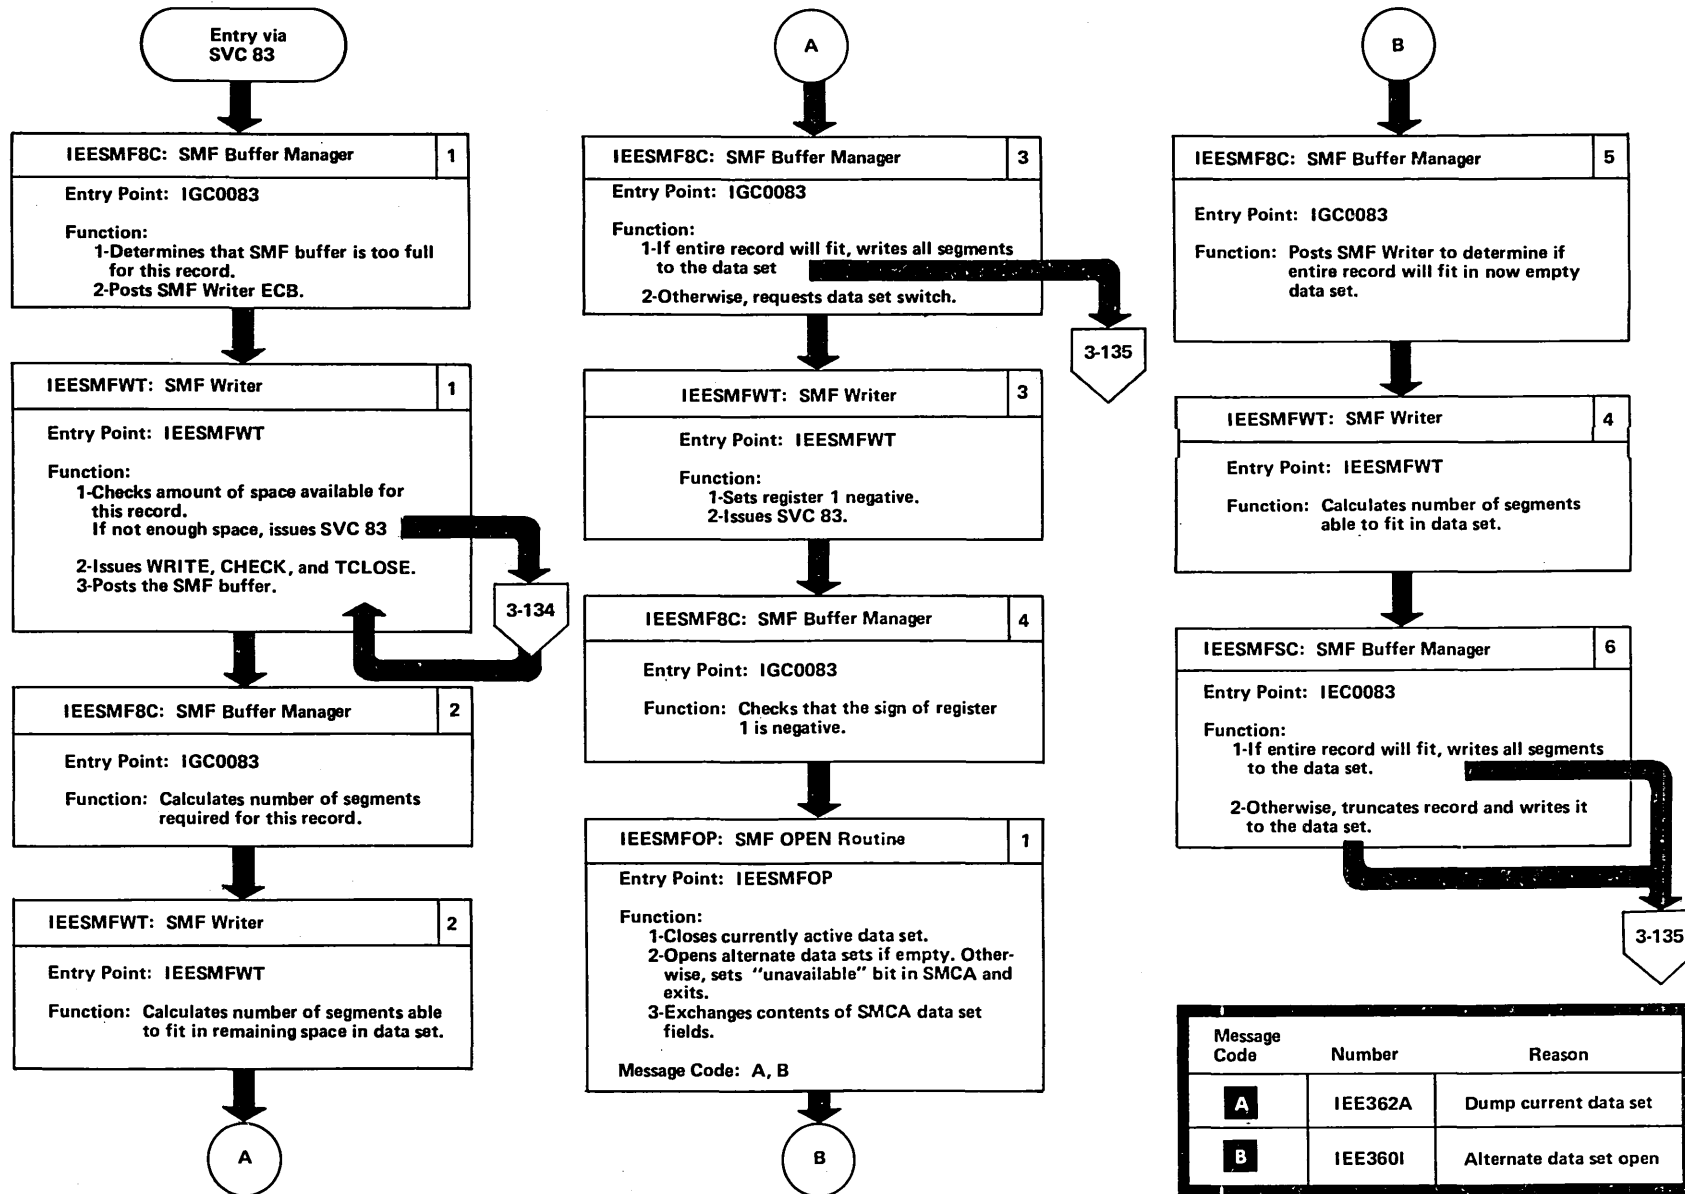 Entry via
SVC 83
IEESMF8C: SMF Buffer Manager
1
Entry Point: IGC0083
Function:
1-Determines that SMF buffer is too full
for this record.
2-Posts SMF Writer ECB.
IEESMFWT: SMF Writer
1
Entry Point: IEESMFWT
Function:
1-Checks amount of space available for
this record.
If not enough space, issues SVC 83
2-Issues WRITE, CHECK, and TCLOSE.
3-Posts the SMF buffer.
3-134
IEESMF8C: SMF Buffer Manager
2
Entry Point: IGC0083
Function: Calculates number of segments
required for this record.
IEESMFWT: SMF Writer
2
Entry Point: IEESMFWT
Function: Calculates number of segments able
to fit in remaining space in data set.
A
A
IEESMF8C: SMF Buffer Manager
3
Entry Point: IGC0083
Function:
1-If entire record will fit, writes all segments
to the data set
2-Otherwise, requests data set switch.
3-135
IEESMFWT: SMF Writer
3
Entry Point: IEESMFWT
Function:
1-Sets register 1 negative.
2-Issues SVC 83.
IEESMF8C: SMF Buffer Manager
4
Entry Point: IGC0083
Function: Checks that the sign of register
1 is negative.
IEESMFOP: SMF OPEN Routine
1
Entry Point: IEESMFOP
Function:
1-Closes currently active data set.
2-Opens alternate data sets if empty. Other-
wise, sets "unavailable" bit in SMCA and
exits.
3-Exchanges contents of SMCA data set
fields.
Message Code: A, B
B
B
IEESMF8C: SMF Buffer Manager
5
Entry Point: IGC0083
Function: Posts SMF Writer to determine if
entire record will fit in now empty
data set.
IEESMFWT: SMF Writer
4
Entry Point: IEESMFWT
Function: Calculates number of segments
able to fit in data set.
IEESMFSC: SMF Buffer Manager
6
Entry Point: IEC0083
Function:
1-If entire record will fit, writes all segments
to the data set.
2-Otherwise, truncates record and writes it
to the data set.
3-135
Message
Code
Number
Reason
A
IEE362A
Dump current data set
B
IEE360I
Alternate data set open